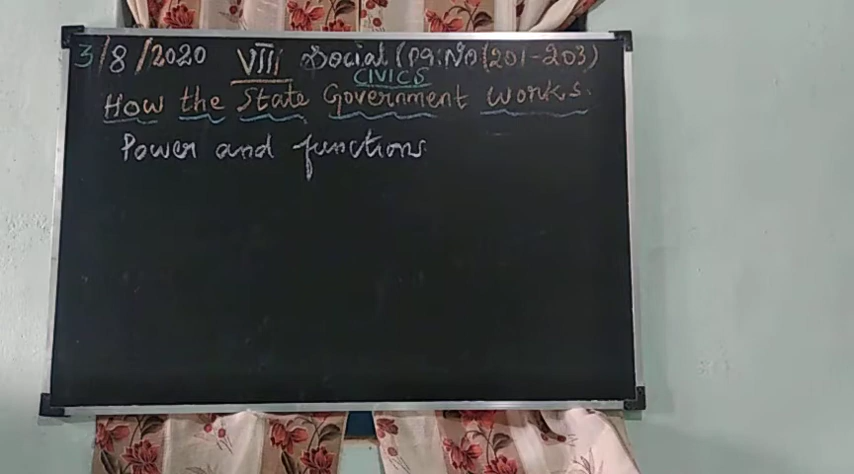 3/8/2020 VIII Social (pg:No(201-203)
CIVICS
How the State Government works.
Power and functions